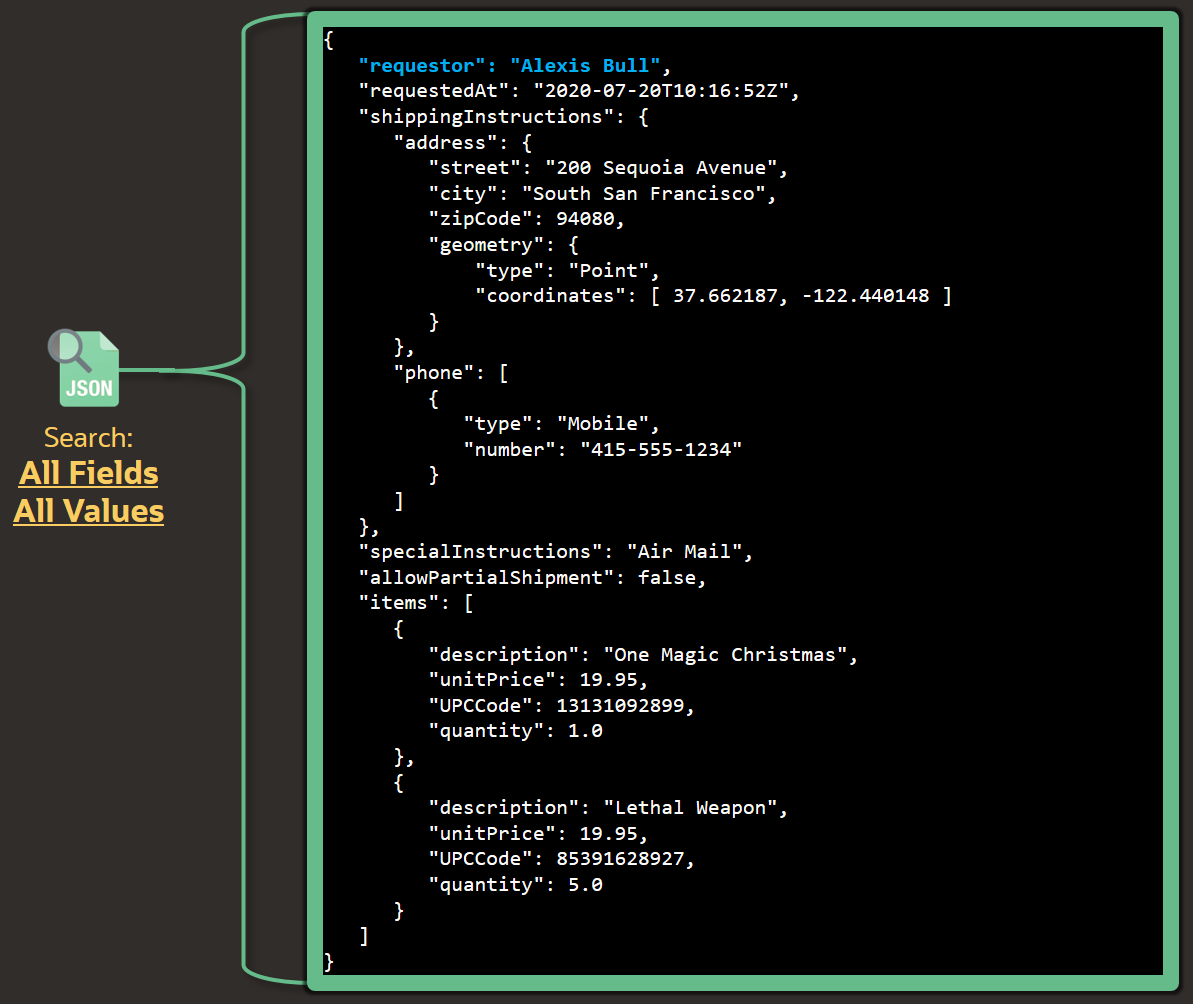 JSON
Search:
All Fields
All Values
{
   "requestor": "Alexis Bull",
   "requestedAt": "2020-07-20T10:16:52Z",
   "shippingInstructions": {
      "address": {
         "street": "200 Sequoia Avenue",
         "city": "South San Francisco",
         "zipCode": 94080,
         "geometry": {
             "type": "Point",
             "coordinates": [ 37.662187, -122.440148 ]
         }
      },
      "phone": [
         {
            "type": "Mobile",
            "number": "415-555-1234"
         }
      ]
   },
   "specialInstructions": "Air Mail",
   "allowPartialShipment": false,
   "items": [
      {
         "description": "One Magic Christmas",
         "unitPrice": 19.95,
         "UPCCode": 13131092899,
         "quantity": 1.0
      },
      {
         "description": "Lethal Weapon",
         "unitPrice": 19.95,
         "UPCCode": 85391628927,
         "quantity": 5.0
      }
   ]
}